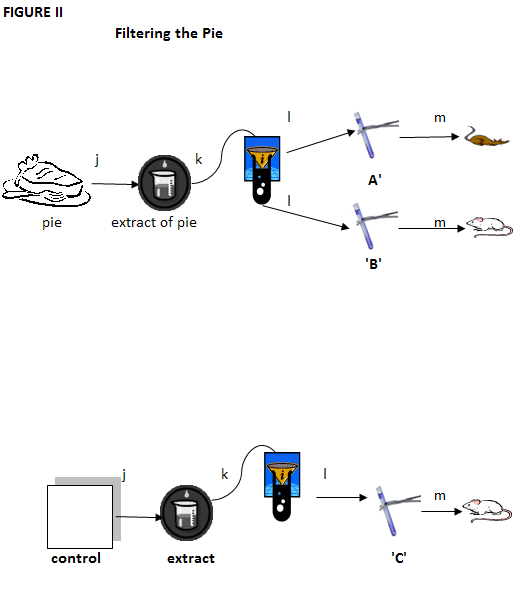 FIGURE II
Filtering the Pie
j
k
l
l
m
m
A'
'B'
pie
extract of pie
j
k
l
m
control
extract
'C'